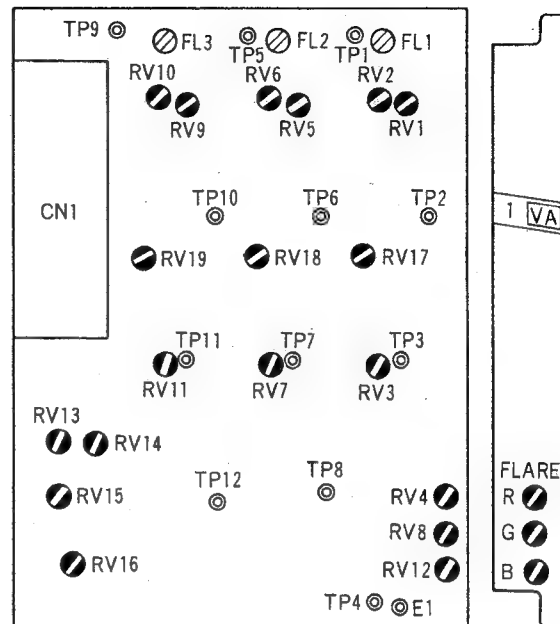 TP9 FL3 TP5 FL2 TP1 FL1
RV10 RV6 RV2
RV9 RV5 RV1
TP10 TP6 TP2
CN1
1 VA
RV19 RV18 RV17
TP11 TP7 TP3
RV11 RV7 RV3
RV13
RV14
FLARE
TP12 TP8
RV15 RV4 R
RV8 G
RV16 RV12 B
TP4 E1